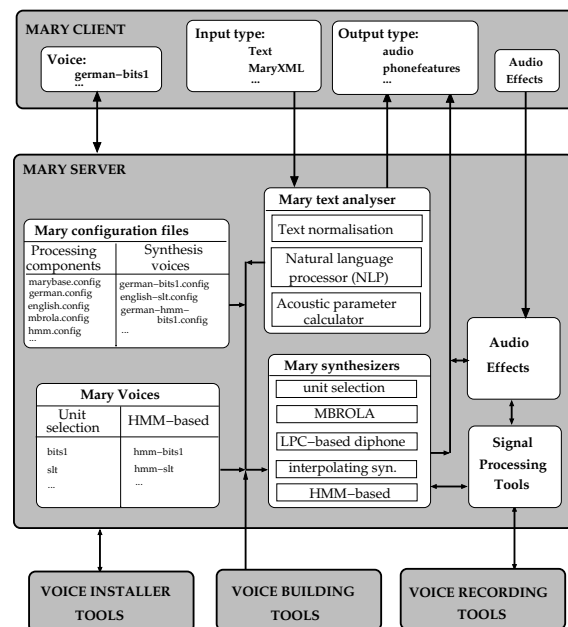 MARY CLIENT
Voice:
german−bits1
...
Input type:
Text
MaryXML
...
Output type:
audio
phonefeatures
...
Audio
Effects
MARY SERVER
Mary configuration files
Processing
components
marybase.config
german.config
english.config
mbrola.config
hmm.config
...
Synthesis
voices
german−bits1.config
english−slt.config
german−hmm−
bits1.config
...
Mary text analyser
Text normalisation
Natural language
processor (NLP)
Acoustic parameter
calculator
Mary Voices
Unit
selection
bits1
slt
...
HMM−based
hmm−bits1
hmm−slt
...
Mary synthesizers
unit selection
MBROLA
LPC−based diphone
interpolating syn.
HMM−based
Audio
Effects
Signal
Processing
Tools
VOICE INSTALLER
TOOLS
VOICE BUILDING
TOOLS
VOICE RECORDING
TOOLS